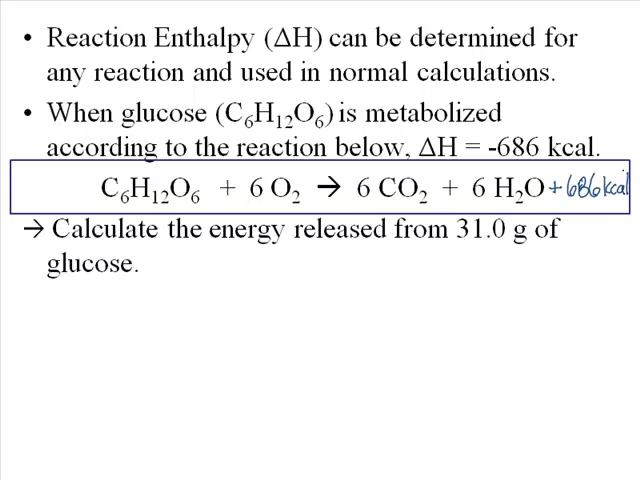 • Reaction Enthalpy (ΔH) can be determined for
any reaction and used in normal calculations.
• When glucose (C₆H₁₂O₆) is metabolized
according to the reaction below, ΔH = -686 kcal.
C₆H₁₂O₆ + 6 O₂ → 6 CO₂ + 6 H₂O + 686 kcal
→ Calculate the energy released from 31.0 g of
glucose.